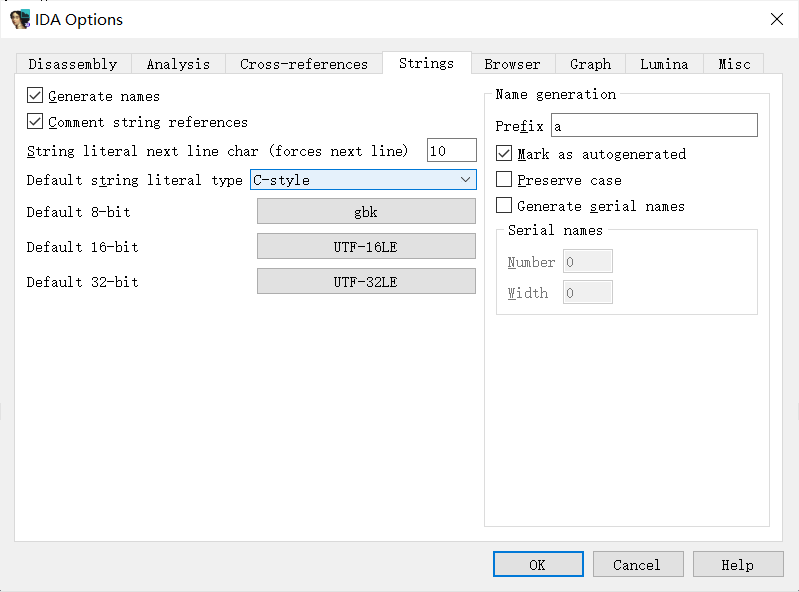 IDA Options
Disassembly Analysis Cross-references Strings Browser Graph Lumina Misc
Generate names
Comment string references
String literal next line char (forces next line) 10
Default string literal type C-style
Default 8-bit gbk
Default 16-bit UTF-16LE
Default 32-bit UTF-32LE
Name generation
Prefix a
Mark as autogenerated
Preserve case
Generate serial names
Serial names
Number 0
Width 0
OK Cancel Help